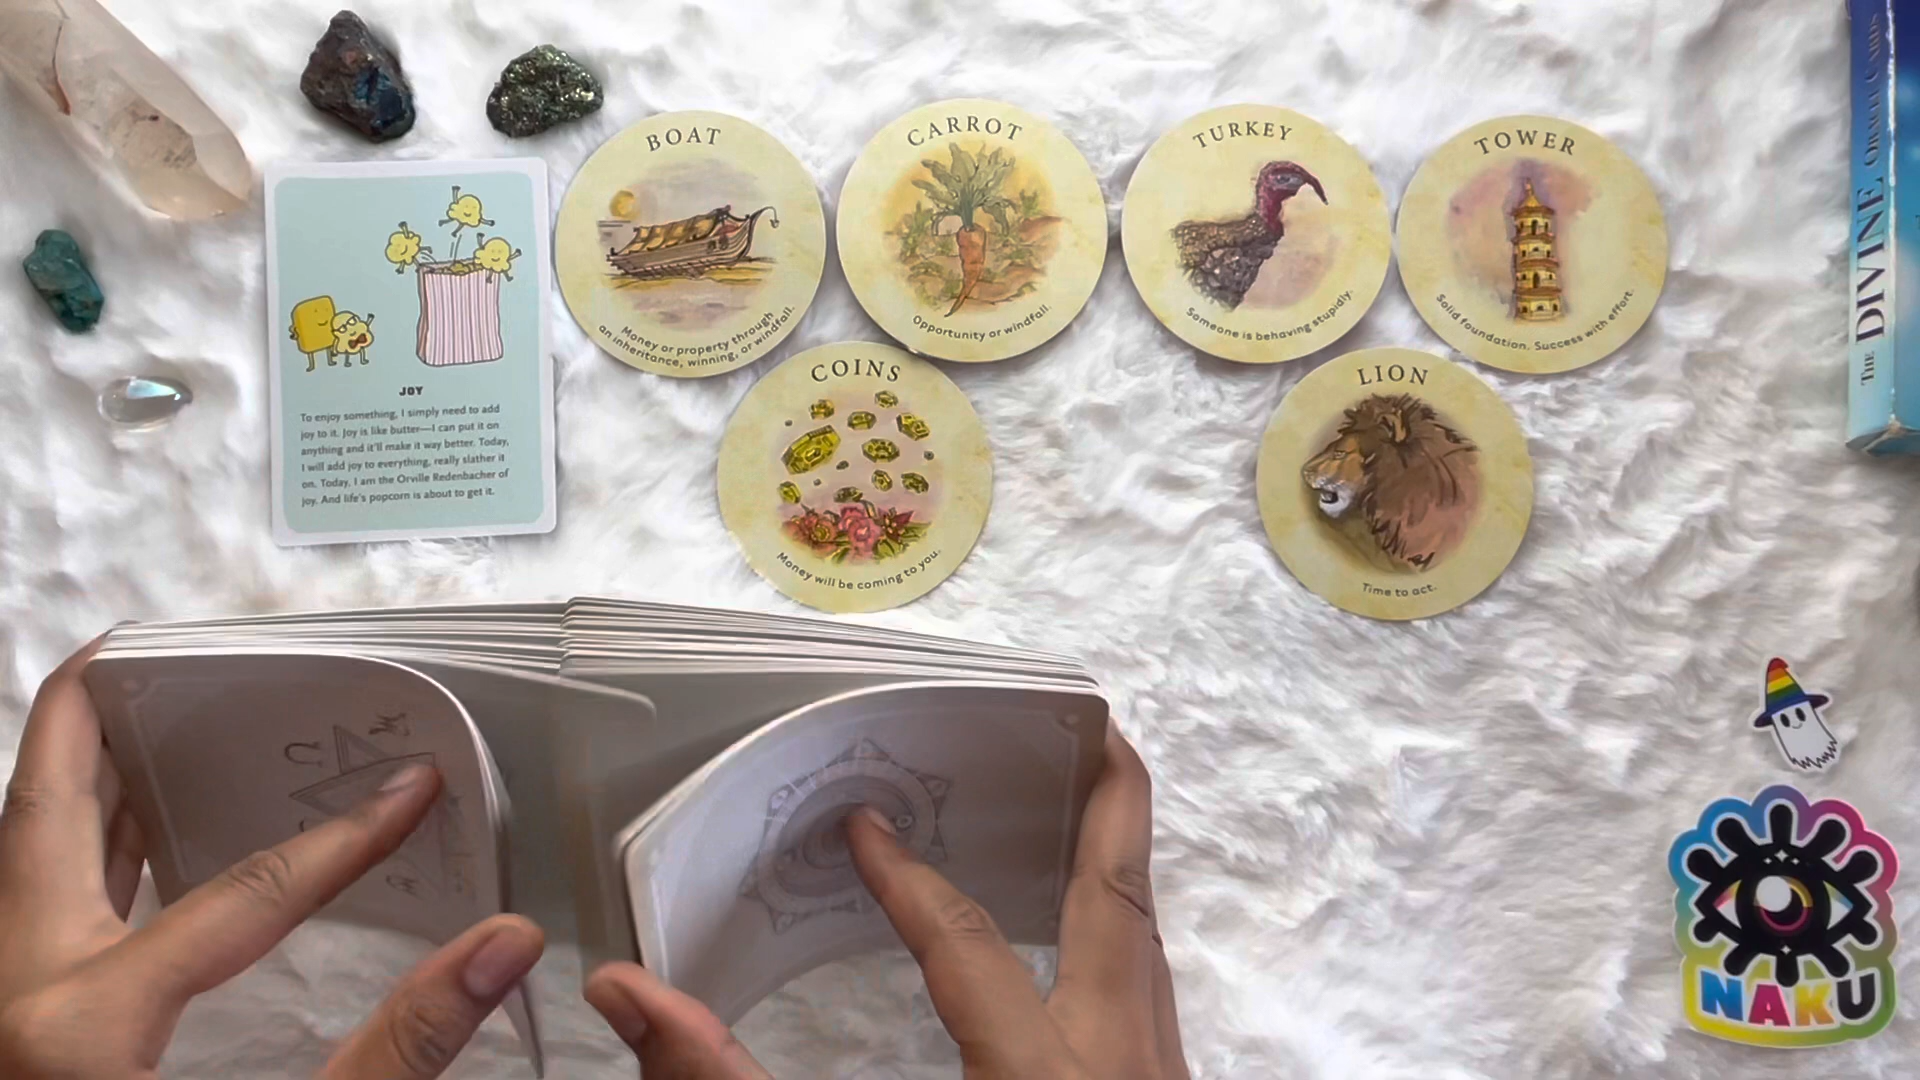 JOY
To enjoy something, I simply need to add
joy to it. Joy is like butter—I can put it on
anything and it'll make it way better. Today,
I will add joy to everything, really slather it
on. Today, I am the Orville Redenbacher of
joy. And life's popcorn is about to get it.
BOAT
Money or property through
an inheritance, winning, or windfall.
CARROT
Opportunity or windfall.
TURKEY
Someone is behaving stupidly.
TOWER
Solid foundation. Success with effort.
COINS
Money will be coming to you.
LION
Time to act.
THE DIVINE ORACLE CARDS
NAKU